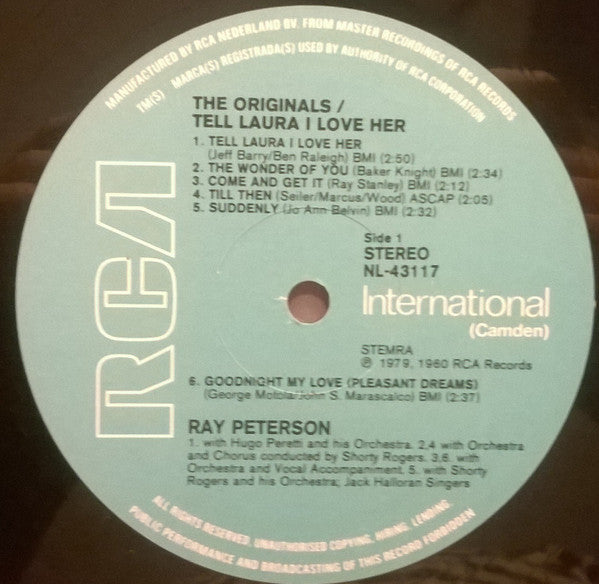 MANUFACTURED BY RCA NEDERLAND BV. FROM MASTER RECORDINGS OF RCA RECORDS
TM(S) MARCA(S) REGISTRADA(S) USED BY AUTHORITY OF RCA CORPORATION
RCA
THE ORIGINALS /
TELL LAURA I LOVE HER
1. TELL LAURA I LOVE HER
(Jeff Barry/Ben Raleigh) BMI (2:50)
2. THE WONDER OF YOU (Baker Knight) BMI (2:34)
3. COME AND GET IT (Ray Stanley) BMI (2:12)
4. TILL THEN (Seiler/Marcus/Wood) ASCAP (2:05)
5. SUDDENLY (Jo Ann Belvin) BMI (2:32)
Side 1
STEREO
NL-43117
International
(Camden)
STEMRA
℗ 1979, 1960 RCA Records
6. GOODNIGHT MY LOVE (PLEASANT DREAMS)
(George Motola/John S. Marascalco) BMI (2:37)
RAY PETERSON
1. with Hugo Peretti and his Orchestra. 2,4 with Orchestra
and Chorus conducted by Shorty Rogers. 3,6. with
Orchestra and Vocal Accompaniment. 5. with Shorty
Rogers and his Orchestra; Jack Halloran Singers
ALL RIGHTS RESERVED. UNAUTHORISED COPYING, HIRING, LENDING,
PUBLIC PERFORMANCE AND BROADCASTING OF THIS RECORD FORBIDDEN